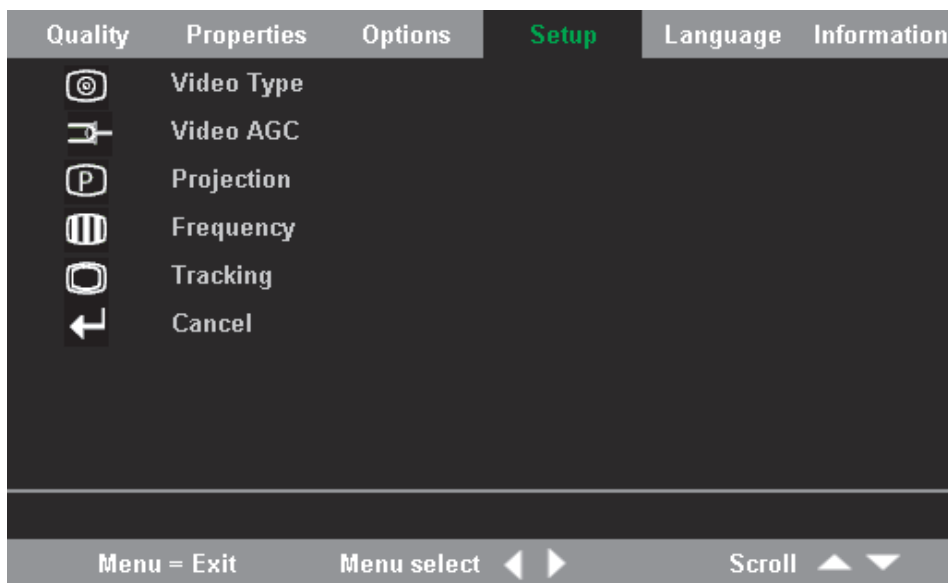 Quality Properties Options Setup Language Information
Video Type
Video AGC
P Projection
Frequency
Tracking
Cancel
Menu = Exit Menu select Scroll